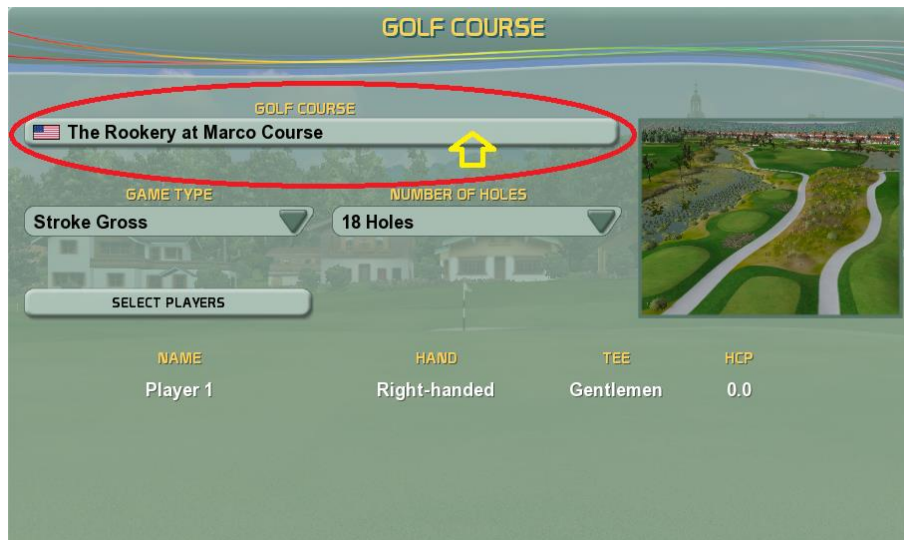 GOLF COURSE
GOLF COURSE
The Rookery at Marco Course
GAME TYPE NUMBER OF HOLES
Stroke Gross 18 Holes
SELECT PLAYERS
NAME HAND TEE HCP
Player 1 Right-handed Gentlemen 0.0